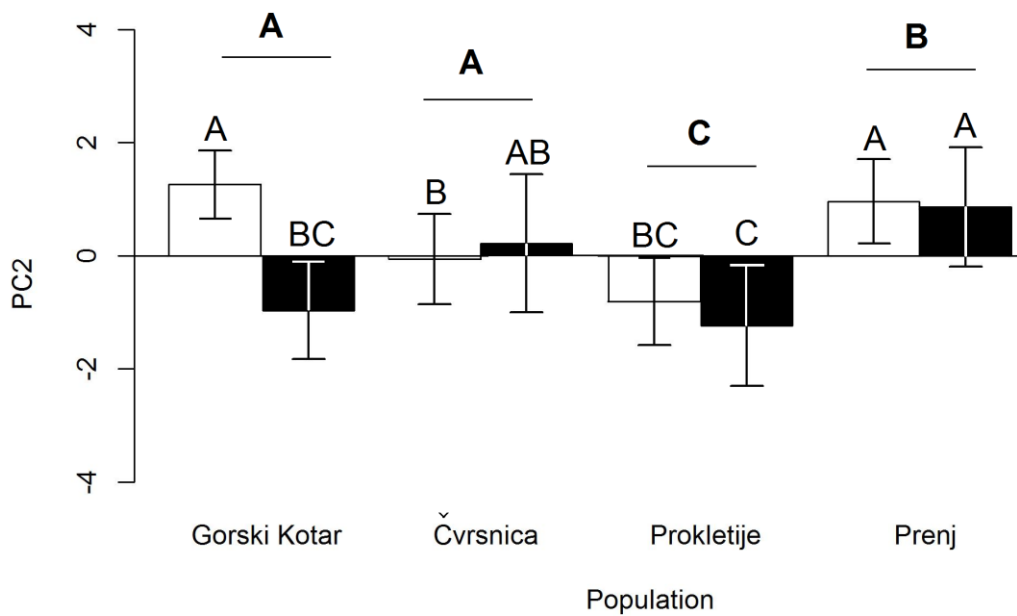 4
2
0
-2
-4
PC2
A
A
C
B
A
BC
B
AB
BC
C
A
A
Gorski Kotar
Čvrsnica
Prokletije
Prenj
Population